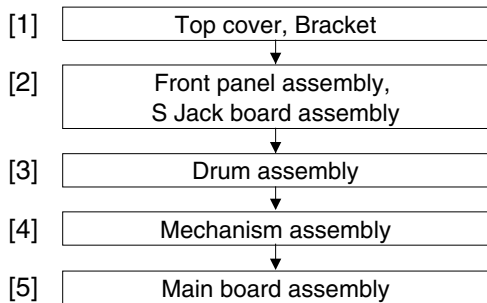 [1] Top cover, Bracket
[2] Front panel assembly,
S Jack board assembly
[3] Drum assembly
[4] Mechanism assembly
[5] Main board assembly